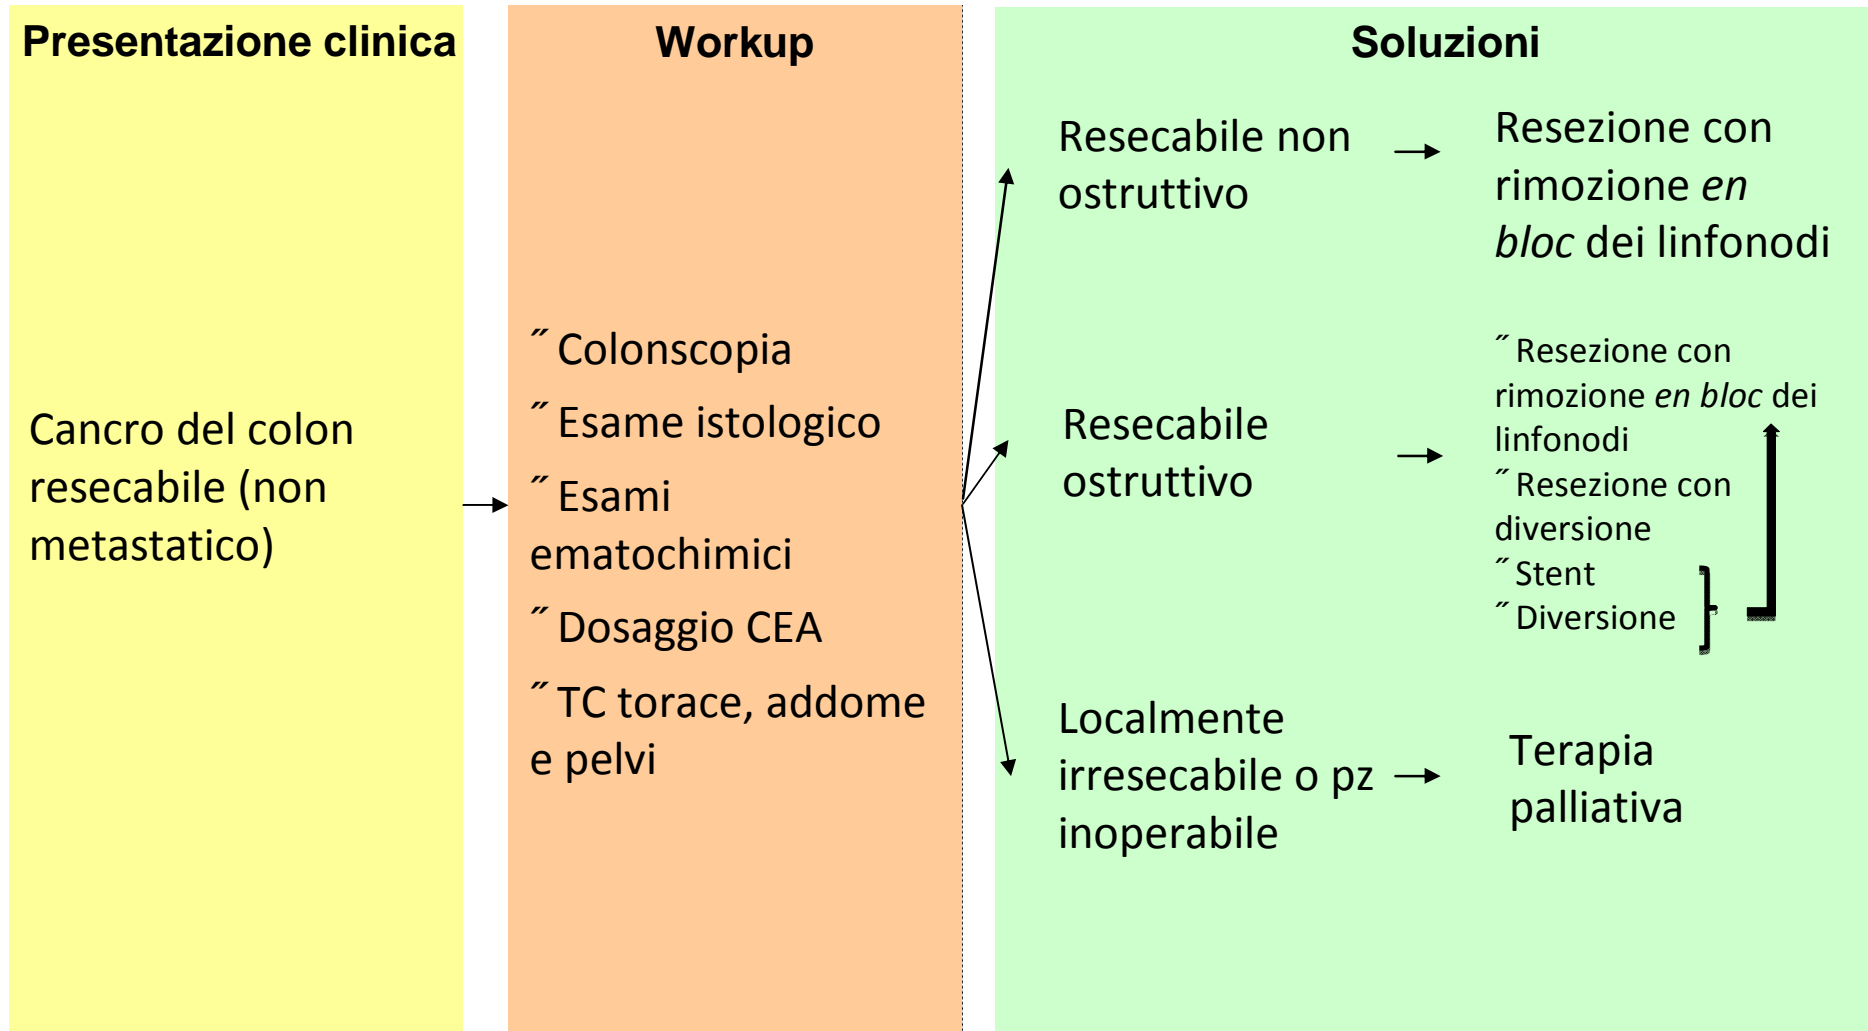 Presentazione clinica
Cancro del colon
resecabile (non
metastatico)
Workup
˝ Colonscopia
˝ Esame istologico
˝ Esami
ematochimici
˝ Dosaggio CEA
˝ TC torace, addome
e pelvi
Soluzioni
Resecabile non
ostruttivo
Resezione con
rimozione en
bloc dei linfonodi
Resecabile
ostruttivo
˝ Resezione con
rimozione en bloc dei
linfonodi
˝ Resezione con
diversione
˝ Stent
˝ Diversione
Localmente
irresecabile o pz
inoperabile
Terapia
palliativa